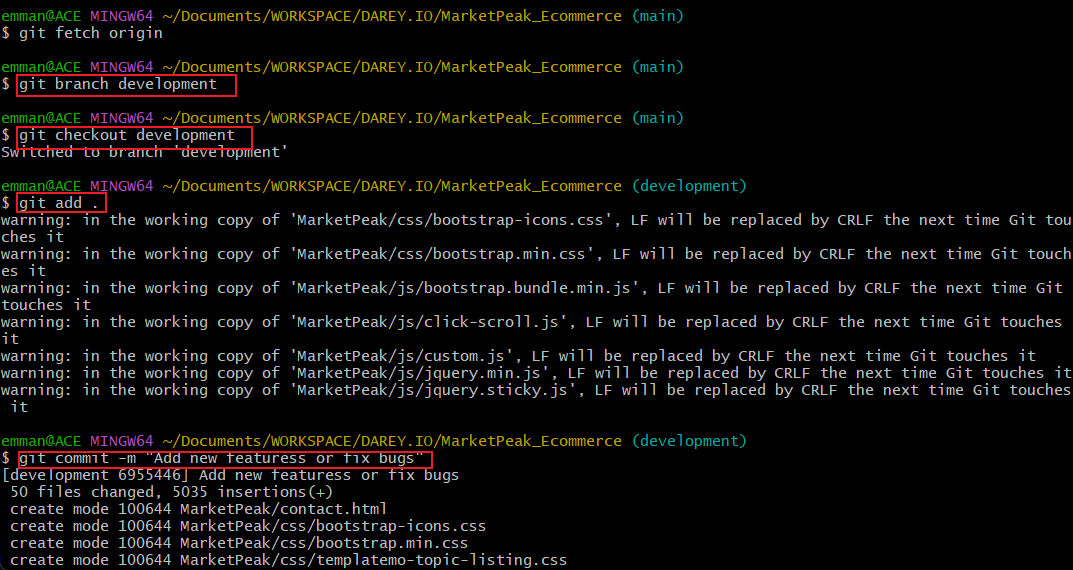 emman@ACE MINGW64 ~/Documents/WORKSPACE/DAREY.IO/MarketPeak_Ecommerce (main)
$ git fetch origin
emman@ACE MINGW64 ~/Documents/WORKSPACE/DAREY.IO/MarketPeak_Ecommerce (main)
$ git branch development
emman@ACE MINGW64 ~/Documents/WORKSPACE/DAREY.IO/MarketPeak_Ecommerce (main)
$ git checkout development
Switched to branch 'development'
emman@ACE MINGW64 ~/Documents/WORKSPACE/DAREY.IO/MarketPeak_Ecommerce (development)
$ git add .
warning: in the working copy of 'MarketPeak/css/bootstrap-icons.css', LF will be replaced by CRLF the next time Git tou
ches it
warning: in the working copy of 'MarketPeak/css/bootstrap.min.css', LF will be replaced by CRLF the next time Git touch
es it
warning: in the working copy of 'MarketPeak/js/bootstrap.bundle.min.js', LF will be replaced by CRLF the next time Git
touches it
warning: in the working copy of 'MarketPeak/js/click-scroll.js', LF will be replaced by CRLF the next time Git touches
it
warning: in the working copy of 'MarketPeak/js/custom.js', LF will be replaced by CRLF the next time Git touches it
warning: in the working copy of 'MarketPeak/js/jquery.min.js', LF will be replaced by CRLF the next time Git touches it
warning: in the working copy of 'MarketPeak/js/jquery.sticky.js', LF will be replaced by CRLF the next time Git touches
it
emman@ACE MINGW64 ~/Documents/WORKSPACE/DAREY.IO/MarketPeak_Ecommerce (development)
$ git commit -m "Add new featuress or fix bugs"
[development 6955446] Add new featuress or fix bugs
50 files changed, 5035 insertions(+)
create mode 100644 MarketPeak/contact.html
create mode 100644 MarketPeak/css/bootstrap-icons.css
create mode 100644 MarketPeak/css/bootstrap.min.css
create mode 100644 MarketPeak/css/templatemo-topic-listing.css